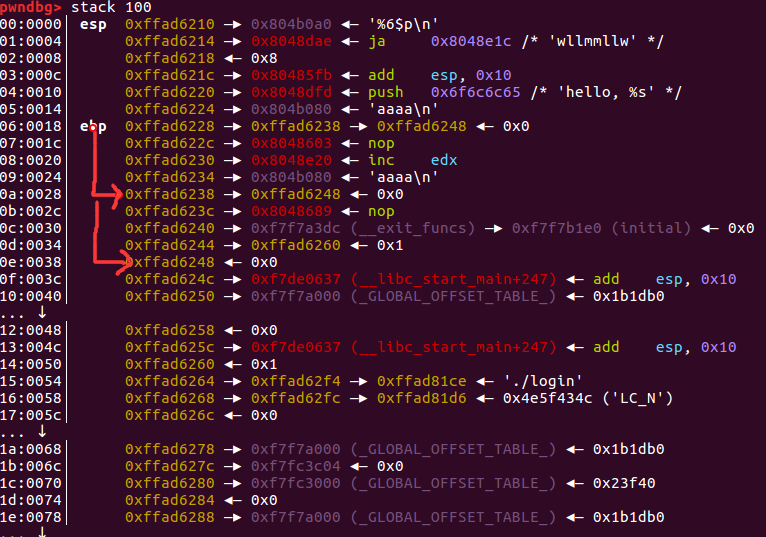 pwndbg> stack 100
00:0000│ esp  0xffad6210 —▸ 0x804b0a0 ◂— '%6$p\n'
01:0004│      0xffad6214 —▸ 0x8048dae ◂— ja     0x8048e1c /* 'wllmmllw' */
02:0008│      0xffad6218 ◂— 0x8
03:000c│      0xffad621c —▸ 0x80485fb ◂— add    esp, 0x10
04:0010│      0xffad6220 —▸ 0x8048dfd ◂— push   0x6f6c6c65 /* 'hello, %s' */
05:0014│      0xffad6224 —▸ 0x804b080 ◂— 'aaaa\n'
06:0018│ ebp  0xffad6228 —▸ 0xffad6238 —▸ 0xffad6248 ◂— 0x0
07:001c│      0xffad622c —▸ 0x8048603 ◂— nop
08:0020│      0xffad6230 —▸ 0x8048e20 ◂— inc    edx
09:0024│      0xffad6234 —▸ 0x804b080 ◂— 'aaaa\n'
0a:0028│      0xffad6238 —▸ 0xffad6248 ◂— 0x0
0b:002c│      0xffad623c —▸ 0x8048689 ◂— nop
0c:0030│      0xffad6240 —▸ 0xf7f7a3dc (__exit_funcs) —▸ 0xf7f7b1e0 (initial) ◂— 0x0
0d:0034│      0xffad6244 —▸ 0xffad6260 ◂— 0x1
0e:0038│      0xffad6248 ◂— 0x0
0f:003c│      0xffad624c —▸ 0xf7de0637 (__libc_start_main+247) ◂— add    esp, 0x10
10:0040│      0xffad6250 —▸ 0xf7f7a000 (_GLOBAL_OFFSET_TABLE_) ◂— 0x1b1db0
... ↓
12:0048│      0xffad6258 ◂— 0x0
13:004c│      0xffad625c —▸ 0xf7de0637 (__libc_start_main+247) ◂— add    esp, 0x10
14:0050│      0xffad6260 ◂— 0x1
15:0054│      0xffad6264 —▸ 0xffad62f4 —▸ 0xffad81ce ◂— './login'
16:0058│      0xffad6268 —▸ 0xffad62fc —▸ 0xffad81d6 ◂— 0x4e5f434c ('LC_N')
17:005c│      0xffad626c ◂— 0x0
... ↓
1a:0068│      0xffad6278 —▸ 0xf7f7a000 (_GLOBAL_OFFSET_TABLE_) ◂— 0x1b1db0
1b:006c│      0xffad627c —▸ 0xf7fc3c04 ◂— 0x0
1c:0070│      0xffad6280 —▸ 0xf7fc3000 (_GLOBAL_OFFSET_TABLE_) ◂— 0x23f40
1d:0074│      0xffad6284 ◂— 0x0
1e:0078│      0xffad6288 —▸ 0xf7f7a000 (_GLOBAL_OFFSET_TABLE_) ◂— 0x1b1db0
... ↓